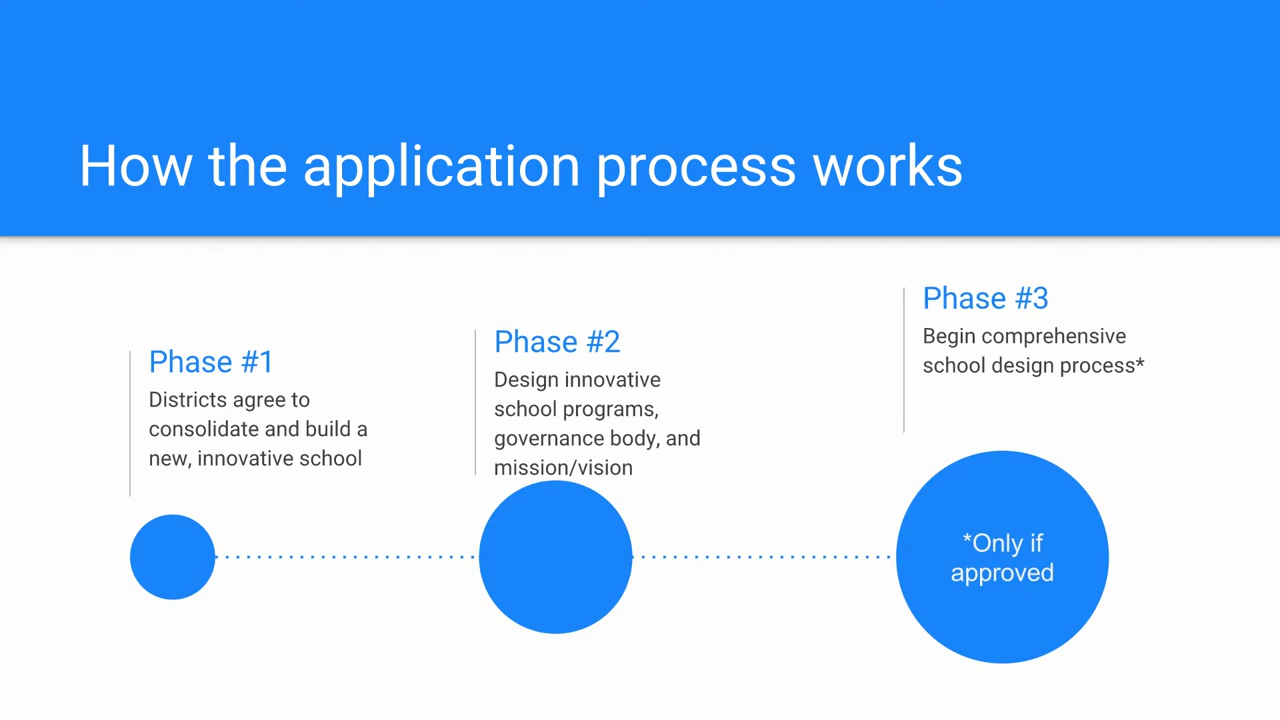 How the application process works
Phase #1
Districts agree to
consolidate and build a
new, innovative school
Phase #2
Design innovative
school programs,
governance body, and
mission/vision
Phase #3
Begin comprehensive
school design process*
*Only if
approved